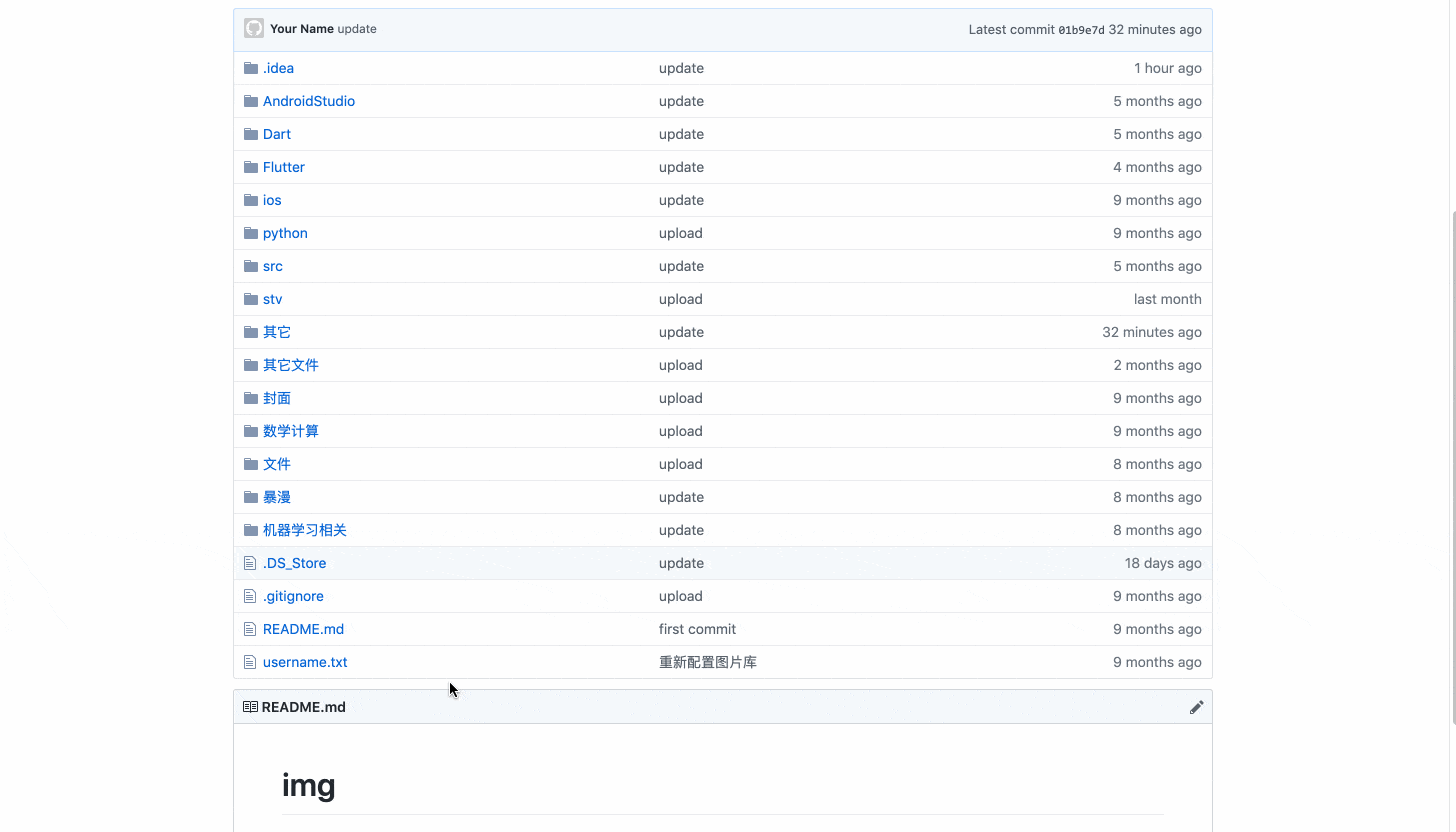 Your Name update Latest commit 01b9e7d 32 minutes ago
.idea update 1 hour ago
AndroidStudio update 5 months ago
Dart update 5 months ago
Flutter update 4 months ago
ios update 9 months ago
python upload 9 months ago
src update 5 months ago
stv upload last month
其它 update 32 minutes ago
其它文件 upload 2 months ago
封面 upload 9 months ago
数学计算 upload 9 months ago
文件 upload 8 months ago
暴漫 update 8 months ago
机器学习相关 update 8 months ago
.DS_Store update 18 days ago
.gitignore upload 9 months ago
README.md first commit 9 months ago
username.txt 重新配置图片库 9 months ago
README.md
img